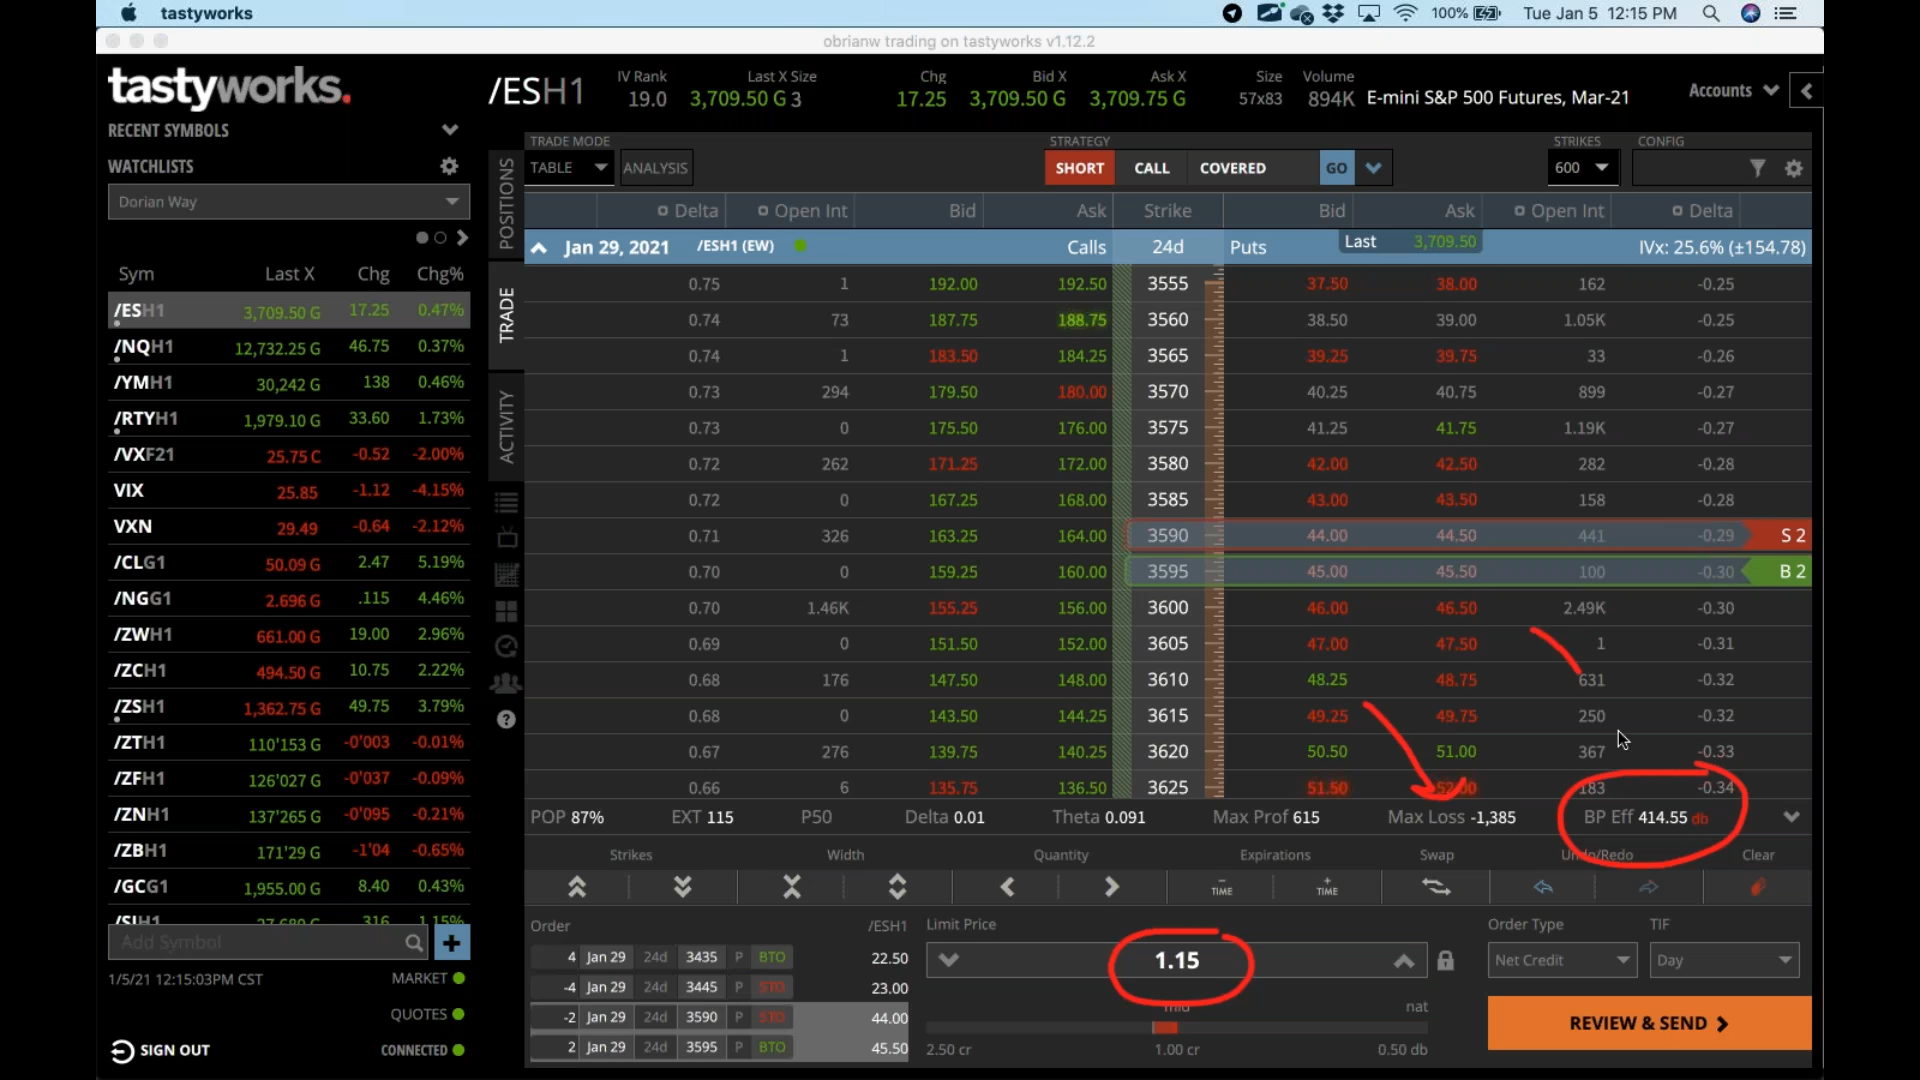 tastyworks
100%
Tue Jan 5 12:15 PM
obrianw trading on tastyworks v1.12.2
tastyworks.
/ESH1
IV Rank Last X Size Chg Bid X Ask X Size Volume
19.0 3,709.50 G 3 17.25 3,709.50 G 3,709.75 G 57x83 894K E-mini S&P 500 Futures, Mar-21
Accounts
RECENT SYMBOLS
WATCHLISTS
Dorian Way
Sym Last X Chg Chg%
/ESH1 3,709.50 G 17.25 0.47%
/NQH1 12,732.25 G 46.75 0.37%
/YMH1 30,242 G 138 0.46%
/RTYH1 1,979.10 G 33.60 1.73%
/VXF21 25.75 C -0.52 -2.00%
VIX 25.85 -1.12 -4.15%
VXN 29.49 -0.64 -2.12%
/CLG1 50.09 G 2.47 5.19%
/NGG1 2.696 G .115 4.46%
/ZWH1 661.00 G 19.00 2.96%
/ZCH1 494.50 G 10.75 2.22%
/ZSH1 1,362.75 G 49.75 3.79%
/ZTH1 110'153 G -0'003 -0.01%
/ZFH1 126'027 G -0'037 -0.09%
/ZNH1 137'265 G -0'095 -0.21%
/ZBH1 171'29 G -1'04 -0.65%
/GCG1 1,955.00 G 8.40 0.43%
/SIH1 27.680 G .316 1.15%
Add Symbol
1/5/21 12:15:03PM CST MARKET
QUOTES
SIGN OUT CONNECTED
POSITIONS
TRADE
ACTIVITY
TRADE MODE STRATEGY STRIKES CONFIG
TABLE ANALYSIS SHORT CALL COVERED GO 600
Delta Open Int Bid Ask Strike Bid Ask Open Int Delta
Jan 29, 2021 /ESH1 (EW) Calls 24d Puts Last 3,709.50 IVx: 25.6% (±154.78)
0.75 1 192.00 192.50 3555 37.50 38.00 162 -0.25
0.74 73 187.75 188.75 3560 38.50 39.00 1.05K -0.25
0.74 1 183.50 184.25 3565 39.25 39.75 33 -0.26
0.73 294 179.50 180.00 3570 40.25 40.75 899 -0.27
0.73 0 175.50 176.00 3575 41.25 41.75 1.19K -0.27
0.72 262 171.25 172.00 3580 42.00 42.50 282 -0.28
0.72 0 167.25 168.00 3585 43.00 43.50 158 -0.28
0.71 326 163.25 164.00 3590 44.00 44.50 441 -0.29 S 2
0.70 0 159.25 160.00 3595 45.00 45.50 100 -0.30 B 2
0.70 1.46K 155.25 156.00 3600 46.00 46.50 2.49K -0.30
0.69 0 151.50 152.00 3605 47.00 47.50 1 -0.31
0.68 176 147.50 148.00 3610 48.25 48.75 631 -0.32
0.68 0 143.50 144.25 3615 49.25 49.75 250 -0.32
0.67 276 139.75 140.25 3620 50.50 51.00 367 -0.33
0.66 6 135.75 136.50 3625 51.50 52.00 183 -0.34
POP 87% EXT 115 P50 Delta 0.01 Theta 0.091 Max Prof 615 Max Loss -1,385 BP Eff 414.55 db
Strikes Width Quantity Expirations Swap Undo/Redo Clear
TIME TIME
Order /ESH1
4 Jan 29 24d 3435 P BTO 22.50
-4 Jan 29 24d 3445 P STO 23.00
-2 Jan 29 24d 3590 P STO 44.00
2 Jan 29 24d 3595 P BTO 45.50
Limit Price
1.15
mid nat
2.50 cr 1.00 cr 0.50 db
Order Type TIF
Net Credit Day
REVIEW & SEND